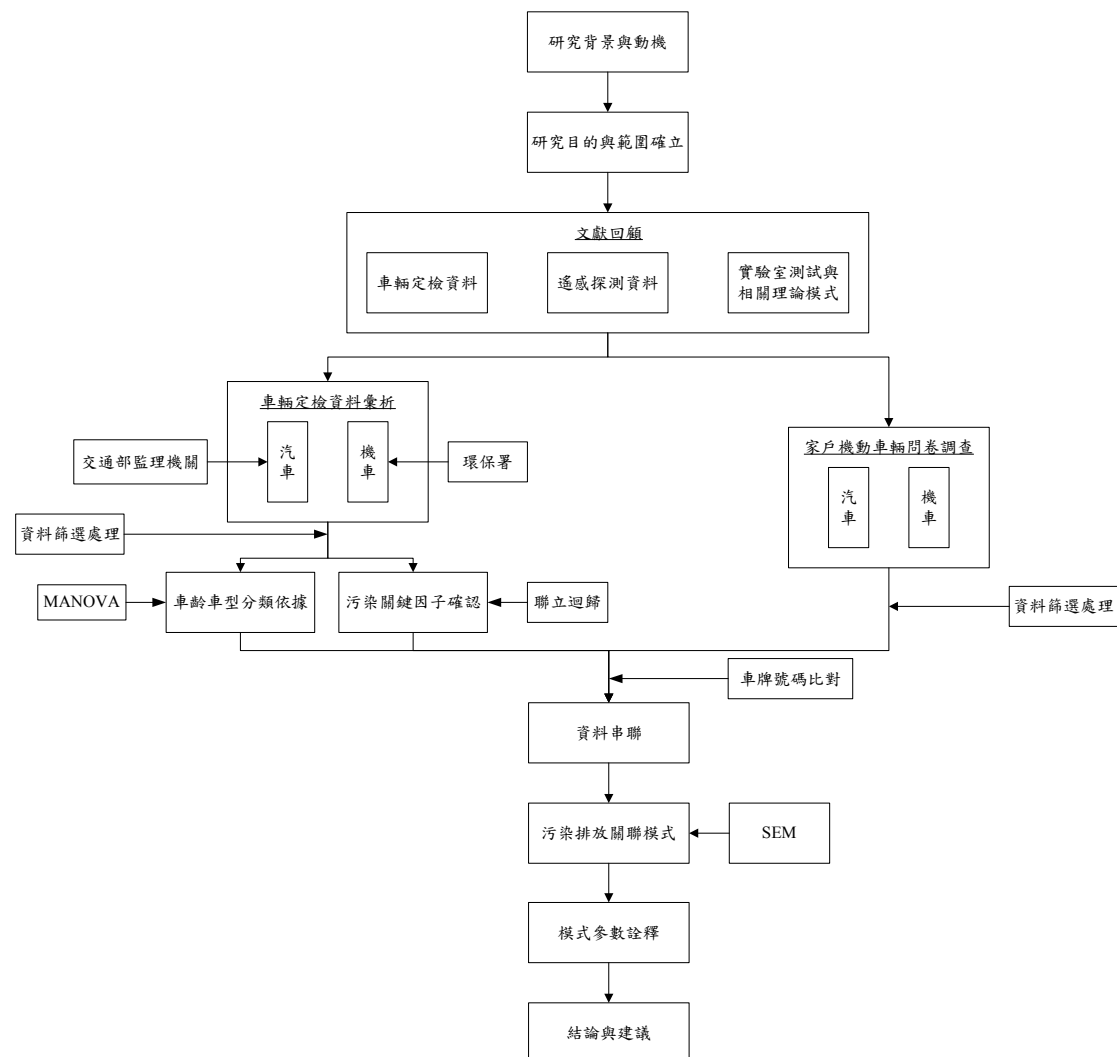 研究背景與動機
研究目的與範圍確立
文獻回顧
車輛定檢資料
遙感探測資料
實驗室測試與
相關理論模式
車輛定檢資料彙析
汽車
機車
交通部監理機關
環保署
家戶機動車輛問卷調查
汽車
機車
資料篩選處理
MANOVA
車齡車型分類依據
污染關鍵因子確認
聯立迴歸
資料篩選處理
車牌號碼比對
資料串聯
污染排放關聯模式
SEM
模式參數詮釋
結論與建議